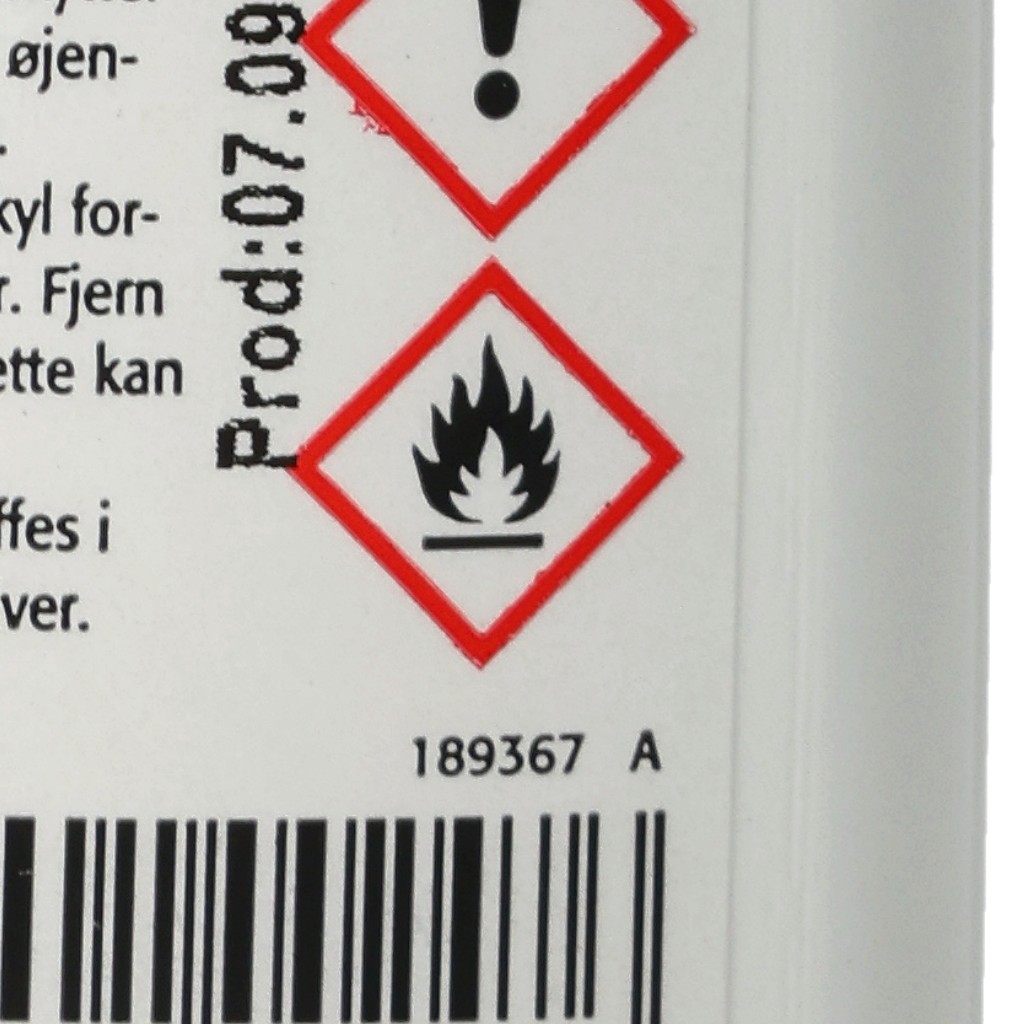 øjen-
kyl for-
r. Fjern
ette kan
ffes i
ver.
Prod:07.09
189367 A